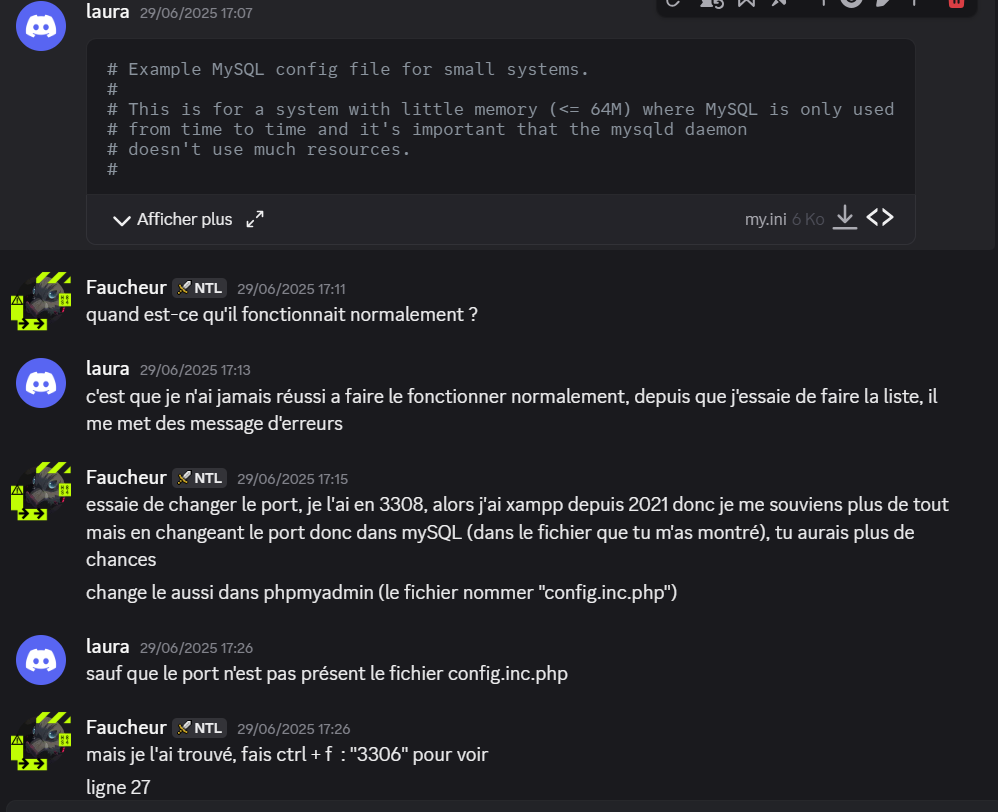 laura 29/06/2025 17:07
# Example MySQL config file for small systems.
#
# This is for a system with little memory (<= 64M) where MySQL is only used
# from time to time and it's important that the mysqld daemon
# doesn't use much resources.
#
Afficher plus my.ini 6 Ko
Faucheur NTL 29/06/2025 17:11
quand est-ce qu'il fonctionnait normalement ?
laura 29/06/2025 17:13
c'est que je n'ai jamais réussi a faire le fonctionner normalement, depuis que j'essaie de faire la liste, il
me met des message d'erreurs
Faucheur NTL 29/06/2025 17:15
essaie de changer le port, je l'ai en 3308, alors j'ai xampp depuis 2021 donc je me souviens plus de tout
mais en changeant le port donc dans mySQL (dans le fichier que tu m'as montré), tu aurais plus de
chances
change le aussi dans phpmyadmin (le fichier nommer "config.inc.php")
laura 29/06/2025 17:26
sauf que le port n'est pas présent le fichier config.inc.php
Faucheur NTL 29/06/2025 17:26
mais je l'ai trouvé, fais ctrl + f : "3306" pour voir
ligne 27